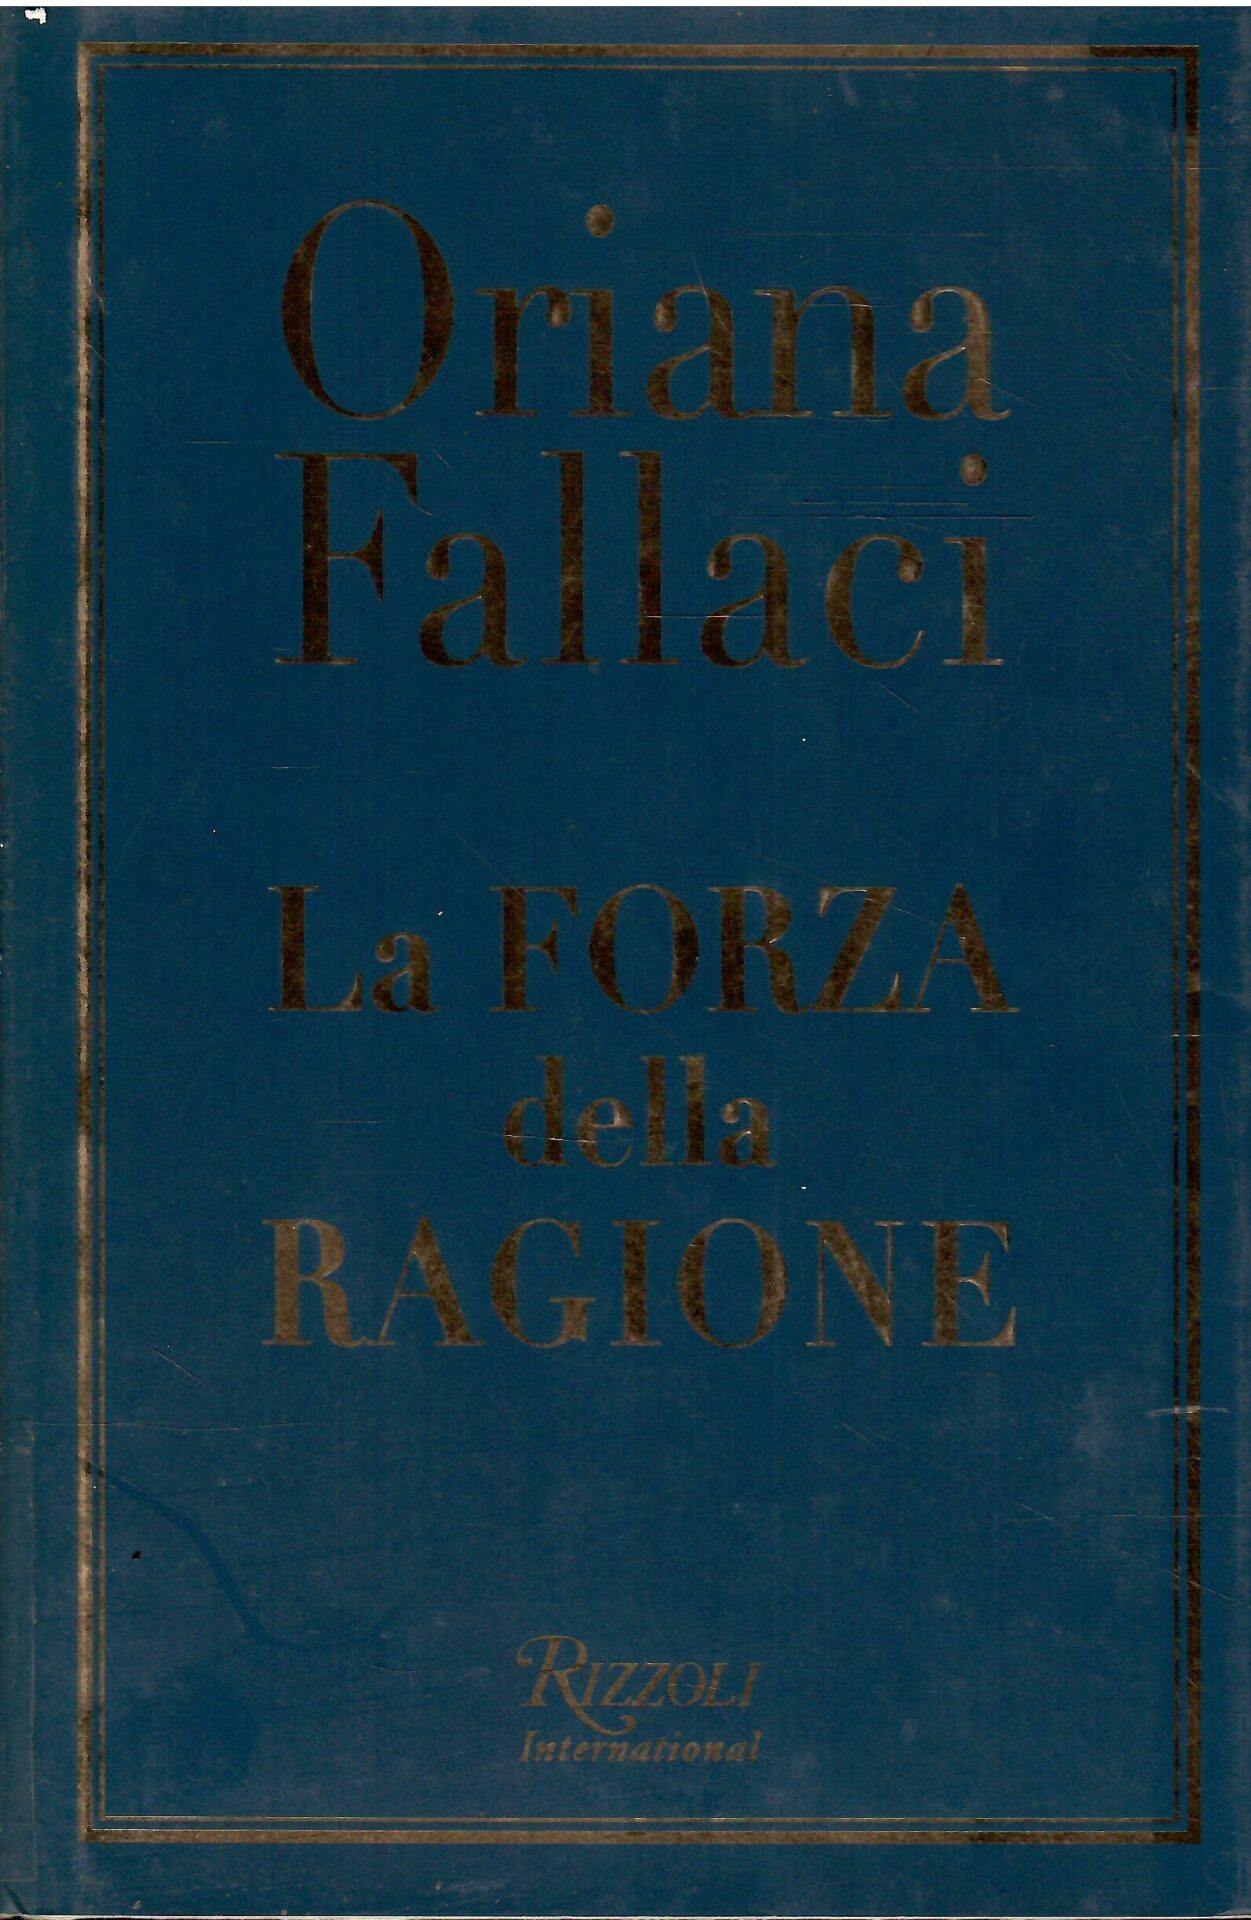 Oriana
Fallaci
La FORZA
della
RAGIONE
RIZZOLI
International